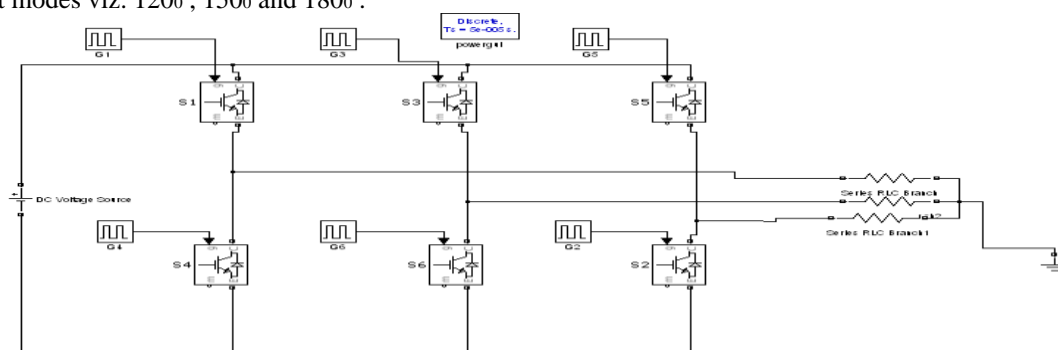 t modes viz. 120⁰ , 150⁰ and 180⁰ .
Discrete,
Ts = 5e-005 s.
powergui
G1
G3
G5
S1
S3
S5
DC Voltage Source
Series RLC Branch
Series RLC Branch1
G4
G6
G2
S4
S6
S2